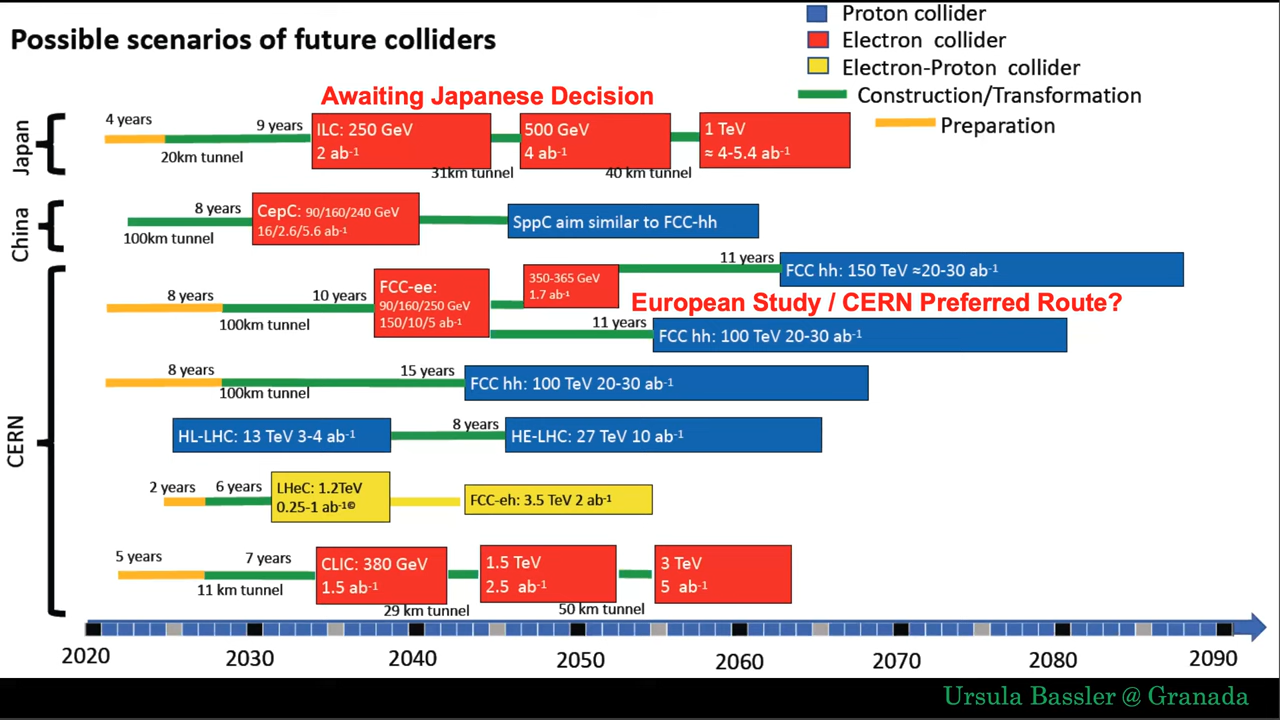 Possible scenarios of future colliders
Proton collider
Electron  collider
Electron-Proton  collider
Construction/Transformation
Preparation
Awaiting Japanese Decision
Japan
4 years
9 years
20km tunnel
ILC: 250 GeV
2 ab-1
31km tunnel
500 GeV
4 ab-1
40 km tunnel
1 TeV
≈ 4-5.4 ab-1
China
8 years
100km tunnel
CepC: 90/160/240 GeV
16/2.6/5.6 ab-1
SppC aim similar to FCC-hh
CERN
8 years
10 years
100km tunnel
FCC-ee:
90/160/250 GeV
150/10/5 ab-1
350-365 GeV
1.7 ab-1
11 years
FCC hh: 150 TeV ≈20-30 ab-1
European Study / CERN Preferred Route?
11 years
FCC hh: 100 TeV 20-30 ab-1
8 years
15 years
100km tunnel
FCC hh: 100 TeV 20-30 ab-1
HL-LHC: 13 TeV 3-4 ab-1
8 years
HE-LHC: 27 TeV 10 ab-1
2 years
6 years
LHeC: 1.2TeV
0.25-1 ab-1©
FCC-eh: 3.5 TeV 2 ab-1
5 years
7 years
11 km tunnel
CLIC: 380 GeV
1.5 ab-1
29 km tunnel
1.5 TeV
2.5  ab-1
50 km tunnel
3 TeV
5  ab-1
2020 2030 2040 2050 2060 2070 2080 2090
Ursula Bassler @ Granada